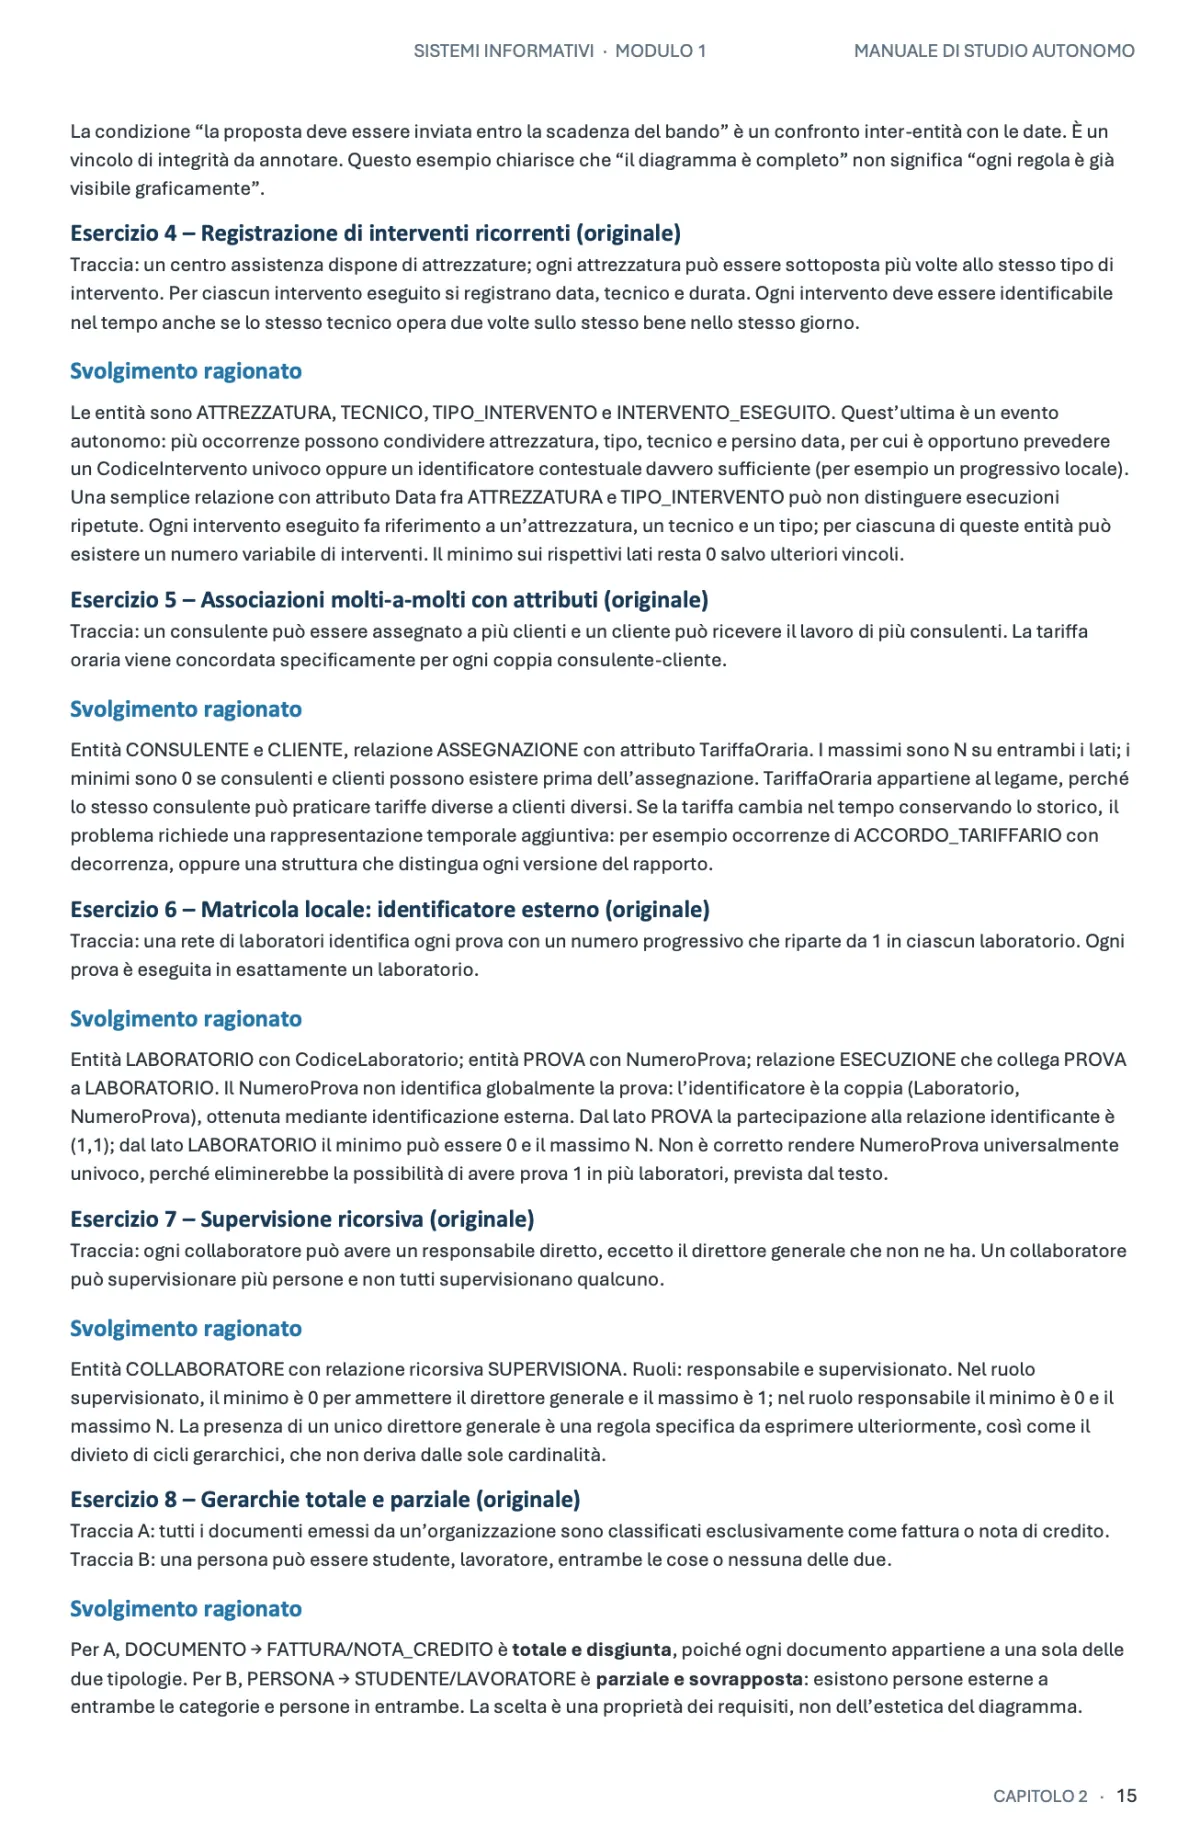 SISTEMI INFORMATIVI · MODULO 1 MANUALE DI STUDIO AUTONOMO
La condizione “la proposta deve essere inviata entro la scadenza del bando” è un confronto inter-entità con le date. È un
vincolo di integrità da annotare. Questo esempio chiarisce che “il diagramma è completo” non significa “ogni regola è già
visibile graficamente”.
Esercizio 4 – Registrazione di interventi ricorrenti (originale)
Traccia: un centro assistenza dispone di attrezzature; ogni attrezzatura può essere sottoposta più volte allo stesso tipo di
intervento. Per ciascun intervento eseguito si registrano data, tecnico e durata. Ogni intervento deve essere identificabile
nel tempo anche se lo stesso tecnico opera due volte sullo stesso bene nello stesso giorno.
Svolgimento ragionato
Le entità sono ATTREZZATURA, TECNICO, TIPO_INTERVENTO e INTERVENTO_ESEGUITO. Quest’ultima è un evento
autonomo: più occorrenze possono condividere attrezzatura, tipo, tecnico e persino data, per cui è opportuno prevedere
un CodiceIntervento univoco oppure un identificatore contestuale davvero sufficiente (per esempio un progressivo locale).
Una semplice relazione con attributo Data fra ATTREZZATURA e TIPO_INTERVENTO può non distinguere esecuzioni
ripetute. Ogni intervento eseguito fa riferimento a un’attrezzatura, un tecnico e un tipo; per ciascuna di queste entità può
esistere un numero variabile di interventi. Il minimo sui rispettivi lati resta 0 salvo ulteriori vincoli.
Esercizio 5 – Associazioni molti-a-molti con attributi (originale)
Traccia: un consulente può essere assegnato a più clienti e un cliente può ricevere il lavoro di più consulenti. La tariffa
oraria viene concordata specificamente per ogni coppia consulente-cliente.
Svolgimento ragionato
Entità CONSULENTE e CLIENTE, relazione ASSEGNAZIONE con attributo TariffaOraria. I massimi sono N su entrambi i lati; i
minimi sono 0 se consulenti e clienti possono esistere prima dell’assegnazione. TariffaOraria appartiene al legame, perché
lo stesso consulente può praticare tariffe diverse a clienti diversi. Se la tariffa cambia nel tempo conservando lo storico, il
problema richiede una rappresentazione temporale aggiuntiva: per esempio occorrenze di ACCORDO_TARIFFARIO con
decorrenza, oppure una struttura che distingua ogni versione del rapporto.
Esercizio 6 – Matricola locale: identificatore esterno (originale)
Traccia: una rete di laboratori identifica ogni prova con un numero progressivo che riparte da 1 in ciascun laboratorio. Ogni
prova è eseguita in esattamente un laboratorio.
Svolgimento ragionato
Entità LABORATORIO con CodiceLaboratorio; entità PROVA con NumeroProva; relazione ESECUZIONE che collega PROVA
a LABORATORIO. Il NumeroProva non identifica globalmente la prova: l’identificatore è la coppia (Laboratorio,
NumeroProva), ottenuta mediante identificazione esterna. Dal lato PROVA la partecipazione alla relazione identificante è
(1,1); dal lato LABORATORIO il minimo può essere 0 e il massimo N. Non è corretto rendere NumeroProva universalmente
univoco, perché eliminerebbe la possibilità di avere prova 1 in più laboratori, prevista dal testo.
Esercizio 7 – Supervisione ricorsiva (originale)
Traccia: ogni collaboratore può avere un responsabile diretto, eccetto il direttore generale che non ne ha. Un collaboratore
può supervisionare più persone e non tutti supervisionano qualcuno.
Svolgimento ragionato
Entità COLLABORATORE con relazione ricorsiva SUPERVISIONA. Ruoli: responsabile e supervisionato. Nel ruolo
supervisionato, il minimo è 0 per ammettere il direttore generale e il massimo è 1; nel ruolo responsabile il minimo è 0 e il
massimo N. La presenza di un unico direttore generale è una regola specifica da esprimere ulteriormente, così come il
divieto di cicli gerarchici, che non deriva dalle sole cardinalità.
Esercizio 8 – Gerarchie totale e parziale (originale)
Traccia A: tutti i documenti emessi da un’organizzazione sono classificati esclusivamente come fattura o nota di credito.
Traccia B: una persona può essere studente, lavoratore, entrambe le cose o nessuna delle due.
Svolgimento ragionato
Per A, DOCUMENTO → FATTURA/NOTA_CREDITO è totale e disgiunta, poiché ogni documento appartiene a una sola delle
due tipologie. Per B, PERSONA → STUDENTE/LAVORATORE è parziale e sovrapposta: esistono persone esterne a
entrambe le categorie e persone in entrambe. La scelta è una proprietà dei requisiti, non dell’estetica del diagramma.
CAPITOLO 2 · 15